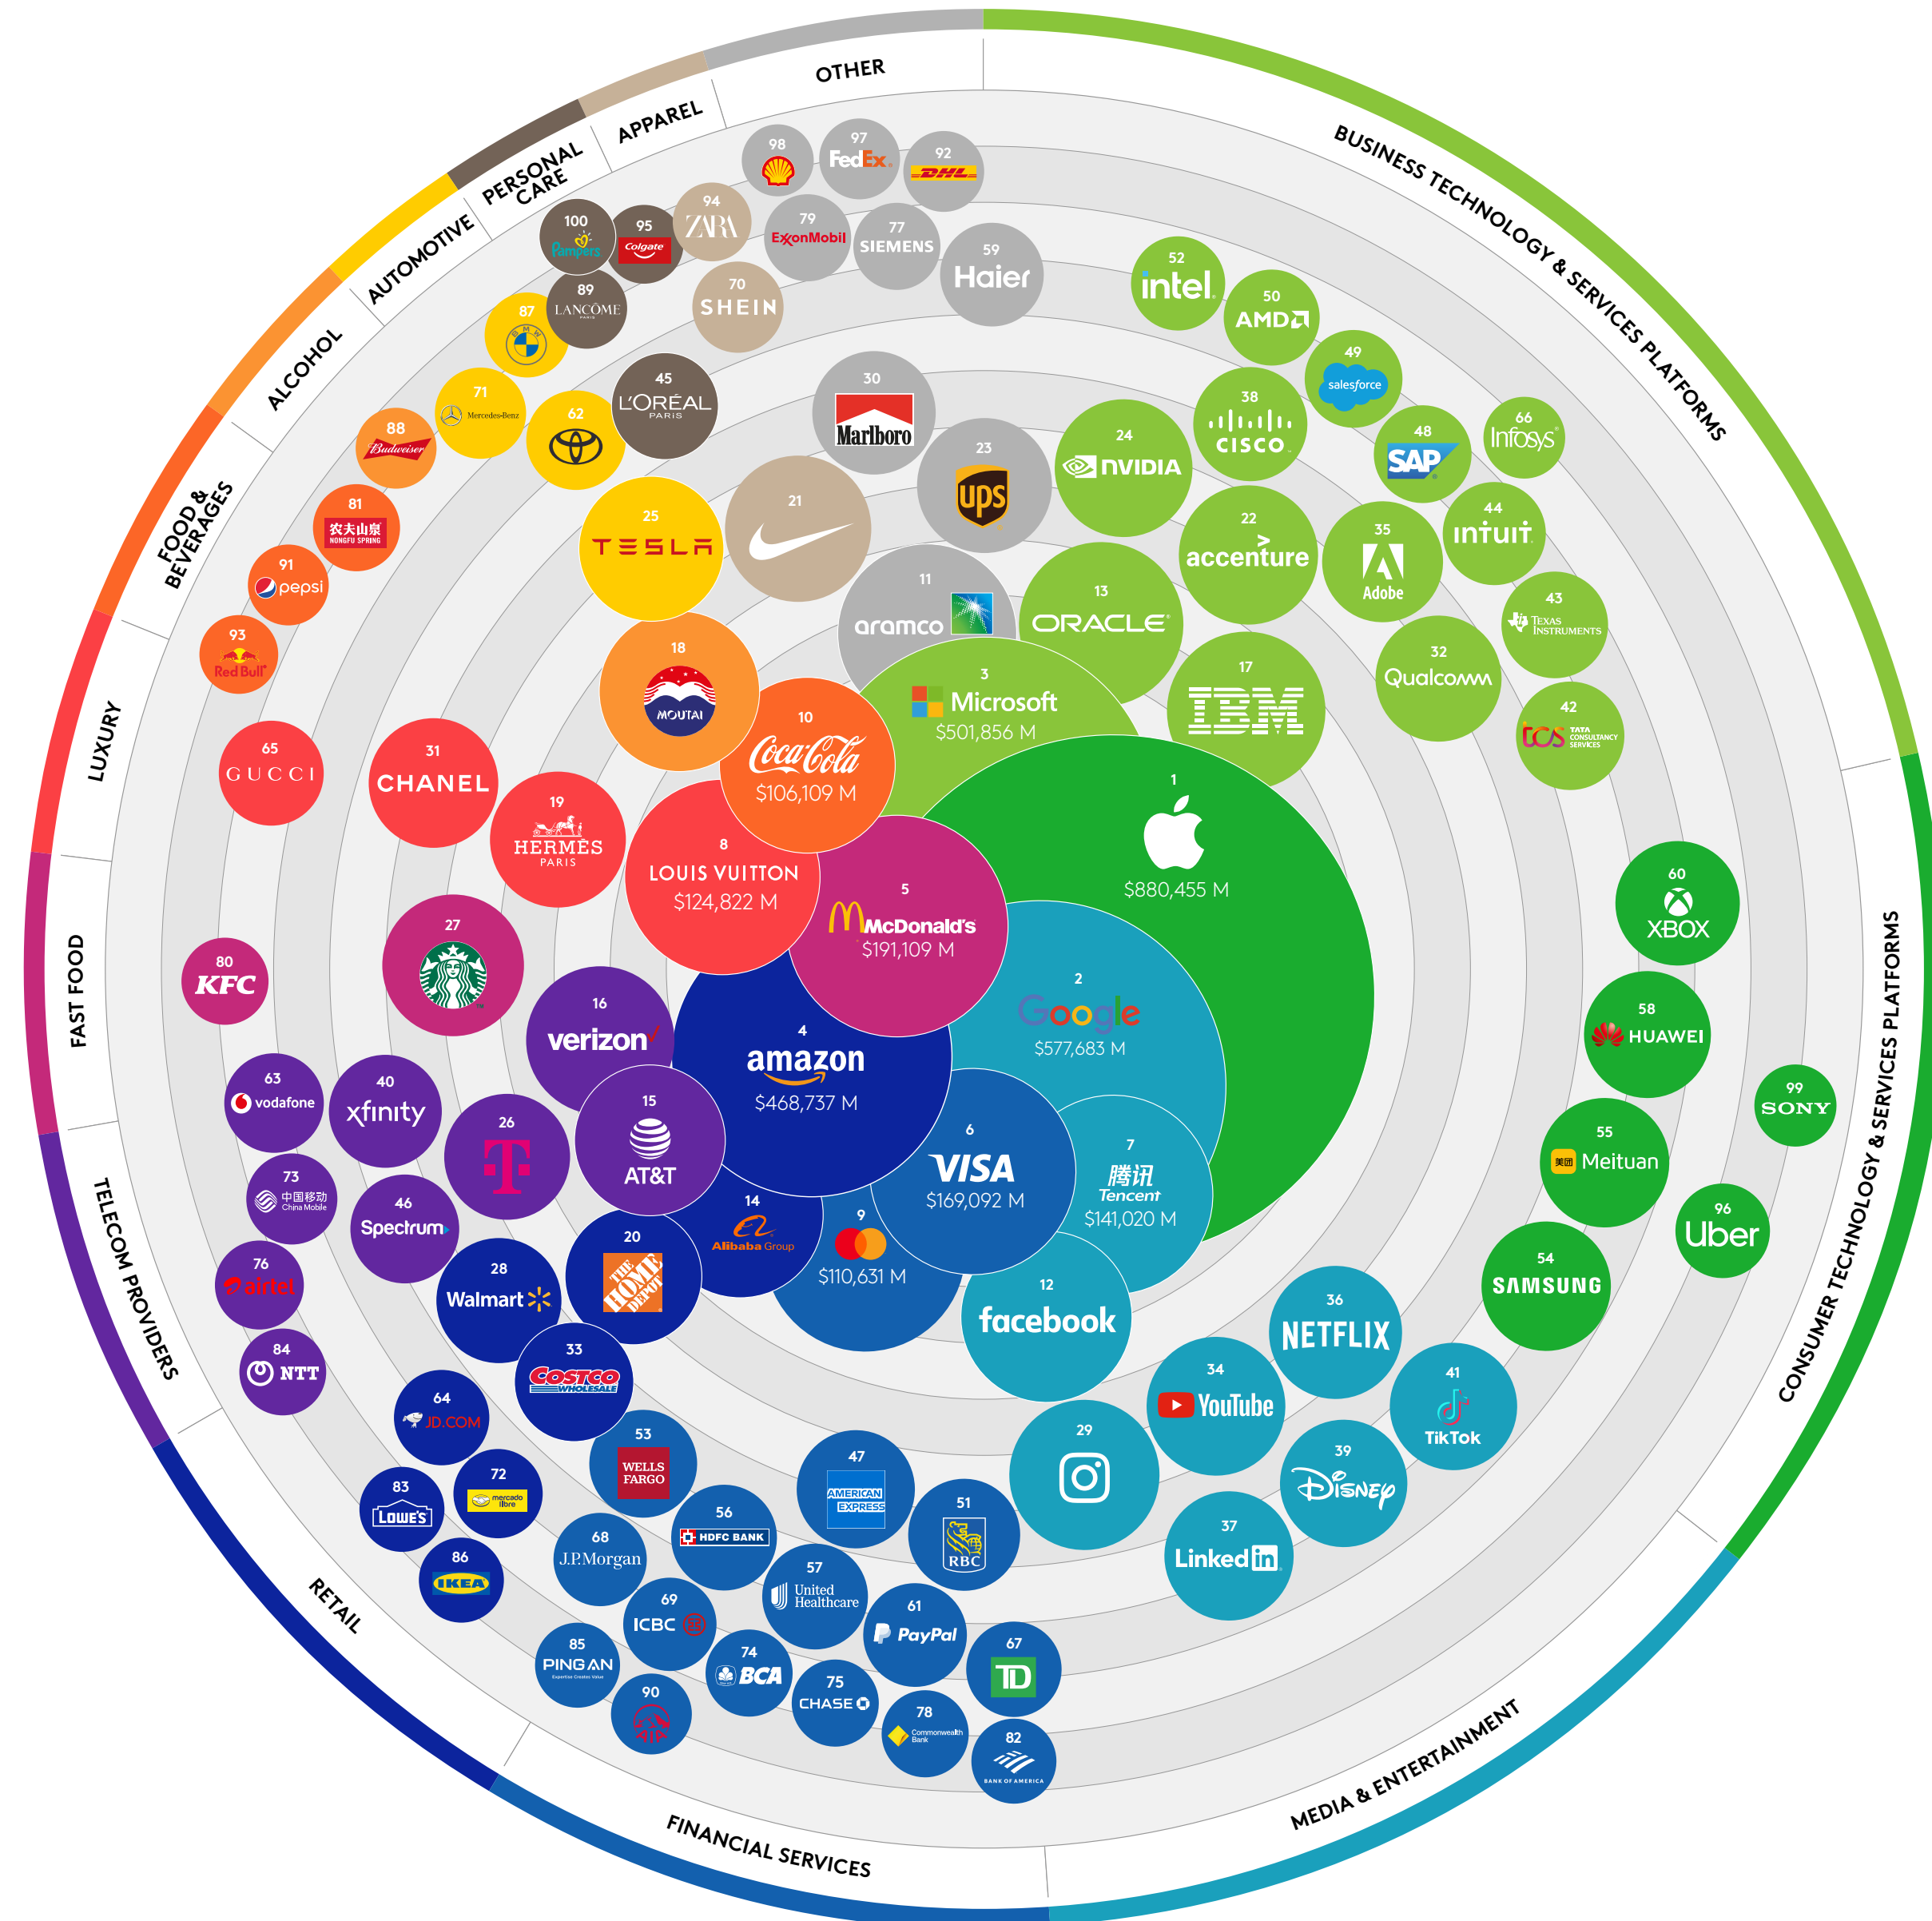 OTHER
APPAREL
PERSONAL
CARE
AUTOMOTIVE
ALCOHOL
FOOD &
BEVERAGES
LUXURY
FAST FOOD
TELECOM PROVIDERS
RETAIL
FINANCIAL SERVICES
MEDIA & ENTERTAINMENT
CONSUMER TECHNOLOGY & SERVICES PLATFORMS
BUSINESS TECHNOLOGY & SERVICES PLATFORMS
1
$880,455 M
2
Google
$577,683 M
3
Microsoft
$501,856 M
4
amazon
$468,737 M
5
McDonald's
$191,109 M
6
VISA
$169,092 M
7
腾讯
Tencent
$141,020 M
8
LOUIS VUITTON
$124,822 M
9
$110,631 M
10
Coca-Cola
$106,109 M
11
aramco
12
facebook
13
ORACLE
14
Alibaba Group
15
AT&T
16
verizon
17
IBM
18
MOUTAI
19
HERMÈS
PARIS
20
THE
HOME
DEPOT
21
22
accenture
23
ups
24
NVIDIA
25
TESLA
26
T
27
28
Walmart
29
30
Marlboro
31
CHANEL
32
Qualcomm
33
COSTCO
WHOLESALE
34
YouTube
35
Adobe
36
NETFLIX
37
Linked in
38
CISCO
39
Disney
40
xfinity
41
TikTok
42
tcs TATA
CONSULTANCY
SERVICES
43
TEXAS
INSTRUMENTS
44
INTUIT
45
L'ORÉAL
PARIS
46
Spectrum
47
AMERICAN
EXPRESS
48
SAP
49
salesforce
50
AMD
51
RBC
52
intel
53
WELLS
FARGO
54
SAMSUNG
55
美团 Meituan
56
HDFC BANK
57
United
Healthcare
58
HUAWEI
59
Haier
60
XBOX
61
PayPal
62
63
vodafone
64
JD.COM
65
GUCCI
66
Infosys
67
TD
68
J.P.Morgan
69
ICBC
70
SHEIN
71
Mercedes-Benz
72
mercado
libre
73
中国移动
China Mobile
74
BCA
75
CHASE
76
airtel
77
SIEMENS
78
Commonwealth
Bank
79
ExxonMobil
80
KFC
81
农夫山泉
NONGFU SPRING
82
BANK OF AMERICA
83
LOWE'S
84
NTT
85
PING AN
Expertise Creates Value
86
IKEA
87
BMW
88
Budweiser
89
LANCÔME
PARIS
90
AIA
91
pepsi
92
DHL
93
Red Bull
94
ZARA
95
Colgate
96
Uber
97
FedEx
98
99
SONY
100
Pampers